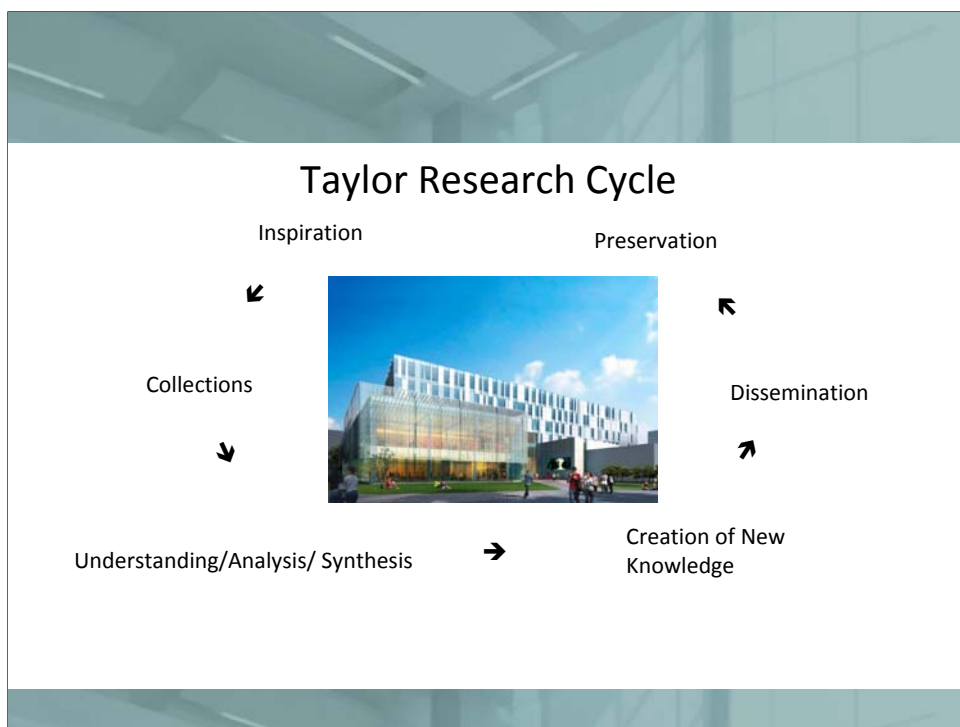 Taylor Research Cycle
Inspiration
Preservation
Collections
Dissemination
Understanding/Analysis/ Synthesis
Creation of New
Knowledge